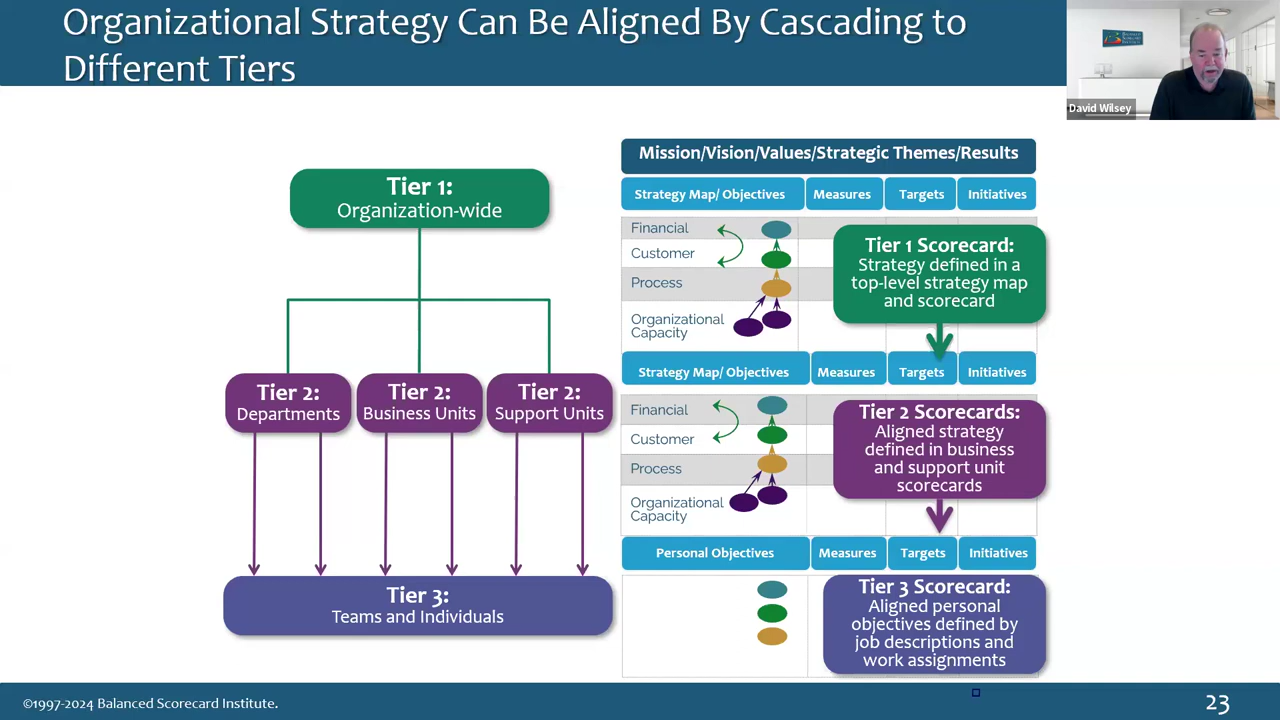 Organizational Strategy Can Be Aligned By Cascading to
Different Tiers
David Wilsey
Tier 1:
Organization-wide
Tier 2:
Departments
Tier 2:
Business Units
Tier 2:
Support Units
Tier 3:
Teams and Individuals
Mission/Vision/Values/Strategic Themes/Results
Strategy Map/ Objectives
Measures
Targets
Initiatives
Financial
Customer
Process
Organizational
Capacity
Tier 1 Scorecard:
Strategy defined in a
top-level strategy map
and scorecard
Strategy Map/ Objectives
Measures
Targets
Initiatives
Financial
Customer
Process
Organizational
Capacity
Tier 2 Scorecards:
Aligned strategy
defined in business
and support unit
scorecards
Personal Objectives
Measures
Targets
Initiatives
Tier 3 Scorecard:
Aligned personal
objectives defined by
job descriptions and
work assignments
©1997-2024 Balanced Scorecard Institute.
23